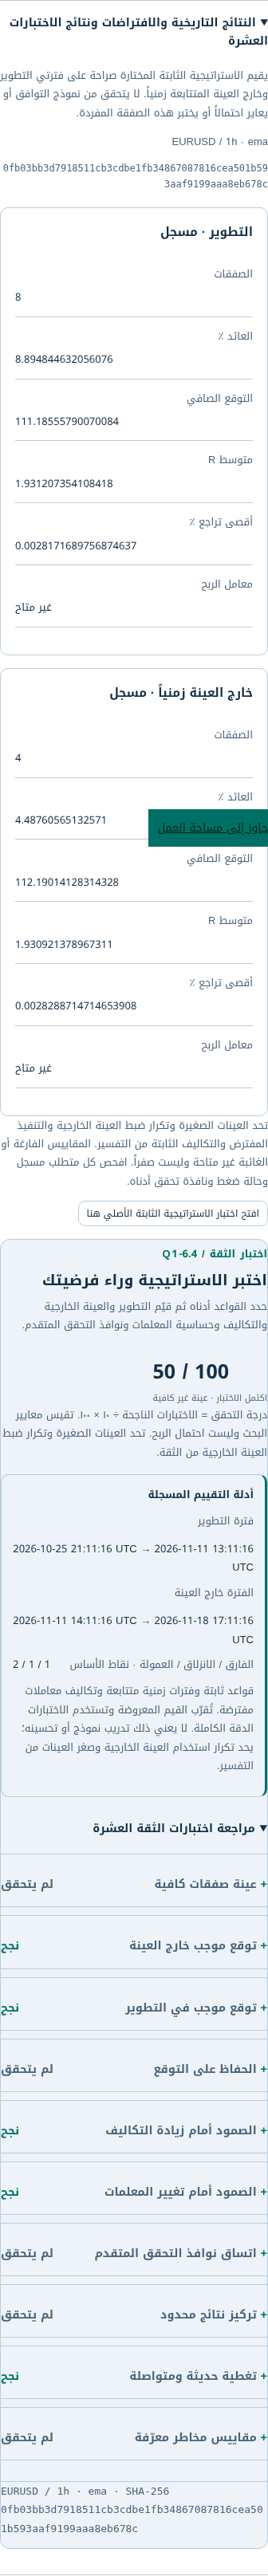 ▼ النتائج التاريخية والافتراضات ونتائج الاختبارات
العشرة
يقيم الاستراتيجية الثابتة المختارة صراحة على فترتي التطوير
وخارج العينة المتتابعة زمنياً. لا يتحقق من نموذج التوافق أو
يعاير احتمالاً أو يختبر هذه الصفقة المفردة.
EURUSD / 1h · ema
0fb03bb3d7918511cb3cdbe1fb34867087816cea501b59
3aaf9199aaa8eb678c
التطوير · مسجل
الصفقات
8
العائد ٪
8.894844632056076
التوقع الصافي
111.18555790070084
متوسط R
1.931207354108418
أقصى تراجع ٪
0.0028171689756874637
معامل الربح
غير متاح
خارج العينة زمنياً · مسجل
الصفقات
4
العائد ٪
4.48760565132571
جاوز إلى مساحة العمل
التوقع الصافي
112.19014128314328
متوسط R
1.930921378967311
أقصى تراجع ٪
0.0028288714714653908
معامل الربح
غير متاح
تحد العينات الصغيرة وتكرار ضبط العينة الخارجية والتنفيذ
المفترض والتكاليف الثابتة من التفسير. المقاييس الفارغة أو
الغائبة غير متاحة وليست صفراً. افحص كل متطلب مسجل
وحالة ضغط ونافذة تحقق أدناه.
افتح اختبار الاستراتيجية الثابتة الأصلي هنا
اختبار الثقة / Q1-6.4
اختبر الاستراتيجية وراء فرضيتك
حدد القواعد أدناه ثم قيّم التطوير والعينة الخارجية
والتكاليف وحساسية المعلمات ونوافذ التحقق المتقدم.
50 / 100
اكتمل الاختبار · عينة غير كافية
درجة التحقق = الاختبارات الناجحة ÷ ١٠ × ١٠٠. تقيس معايير
البحث وليست احتمال الربح. تحد العينات الصغيرة وتكرار ضبط
العينة الخارجية من الثقة.
أدلة التقييم المسجلة
فترة التطوير
2026-10-25 21:11:16 UTC → 2026-11-11 13:11:16
UTC
الفترة خارج العينة
2026-11-11 14:11:16 UTC → 2026-11-18 17:11:16
UTC
الفارق / الانزلاق / العمولة · نقاط الأساس 2 / 1 / 1
قواعد ثابتة وفترات زمنية متتابعة وتكاليف معاملات
مفترضة. تُقرّب القيم المعروضة وتستخدم الاختبارات
الدقة الكاملة. لا يعني ذلك تدريب نموذج أو تحسينه؛
يحد تكرار استخدام العينة الخارجية وصغر العينات من
التفسير.
▼ مراجعة اختبارات الثقة العشرة
+ عينة صفقات كافية لم يتحقق
+ توقع موجب خارج العينة نجح
+ توقع موجب في التطوير نجح
+ الحفاظ على التوقع لم يتحقق
+ الصمود أمام زيادة التكاليف نجح
+ الصمود أمام تغيير المعلمات نجح
+ اتساق نوافذ التحقق المتقدم لم يتحقق
+ تركيز نتائج محدود لم يتحقق
+ تغطية حديثة ومتواصلة نجح
+ مقاييس مخاطر معرّفة لم يتحقق
EURUSD / 1h · ema · SHA-256
0fb03bb3d7918511cb3cdbe1fb34867087816cea50
1b593aaf9199aaa8eb678c